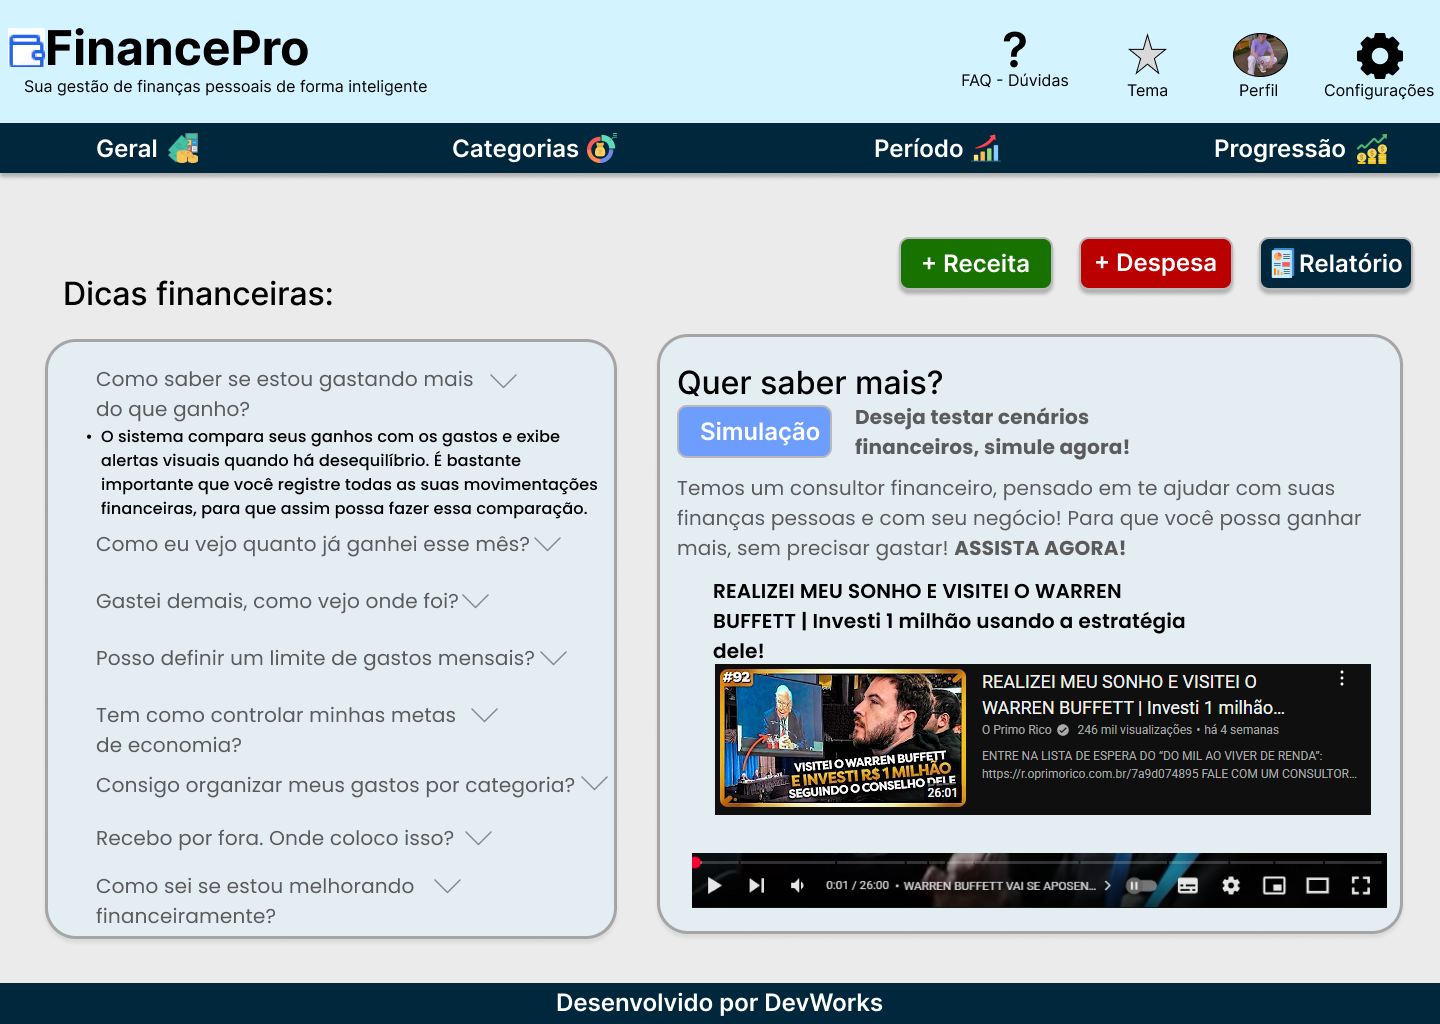 FinancePro
Sua gestão de finanças pessoais de forma inteligente
?
FAQ - Dúvidas
Tema
Perfil
Configurações
Geral
Categorias
Período
Progressão
+ Receita
+ Despesa
Relatório
Dicas financeiras:
Como saber se estou gastando mais
do que ganho?
• O sistema compara seus ganhos com os gastos e exibe
alertas visuais quando há desequilíbrio. É bastante
importante que você registre todas as suas movimentações
financeiras, para que assim possa fazer essa comparação.
Como eu vejo quanto já ganhei esse mês?
Gastei demais, como vejo onde foi?
Posso definir um limite de gastos mensais?
Tem como controlar minhas metas
de economia?
Consigo organizar meus gastos por categoria?
Recebo por fora. Onde coloco isso?
Como sei se estou melhorando
financeiramente?
Quer saber mais?
Simulação
Deseja testar cenários
financeiros, simule agora!
Temos um consultor financeiro, pensado em te ajudar com suas
finanças pessoas e com seu negócio! Para que você possa ganhar
mais, sem precisar gastar! ASSISTA AGORA!
REALIZEI MEU SONHO E VISITEI O WARREN
BUFFETT | Investi 1 milhão usando a estratégia
dele!
#92
VISITEI O WARREN BUFFETT
E INVESTI R$ 1 MILHÃO
SEGUINDO O CONSELHO DELE
26:01
REALIZEI MEU SONHO E VISITEI O
WARREN BUFFETT | Investi 1 milhão...
O Primo Rico 246 mil visualizações • há 4 semanas
ENTRE NA LISTA DE ESPERA DO “DO MIL AO VIVER DE RENDA”:
https://r.oprimorico.com.br/7a9d074895 FALE COM UM CONSULTOR...
0:01 / 26:00 • WARREN BUFFETT VAI SE APOSEN...
Desenvolvido por DevWorks